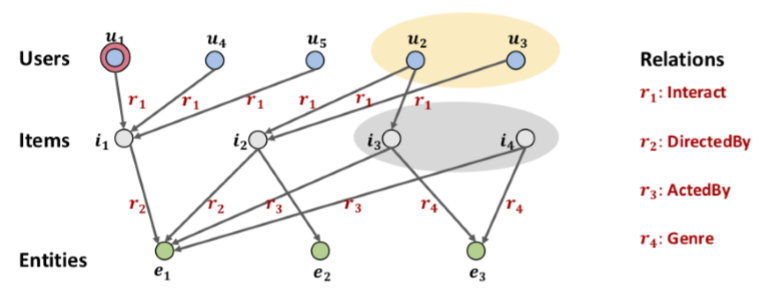 u₁ u₄ u₅ u₂ u₃
Users
Relations
r₁ r₁ r₁ r₁ r₁ r₁
r₁: Interact
Items i₁ i₂ i₃ i₄
r₂: DirectedBy
r₂ r₂ r₃ r₃ r₄ r₄
r₃: ActedBy
r₄: Genre
Entities
e₁ e₂ e₃